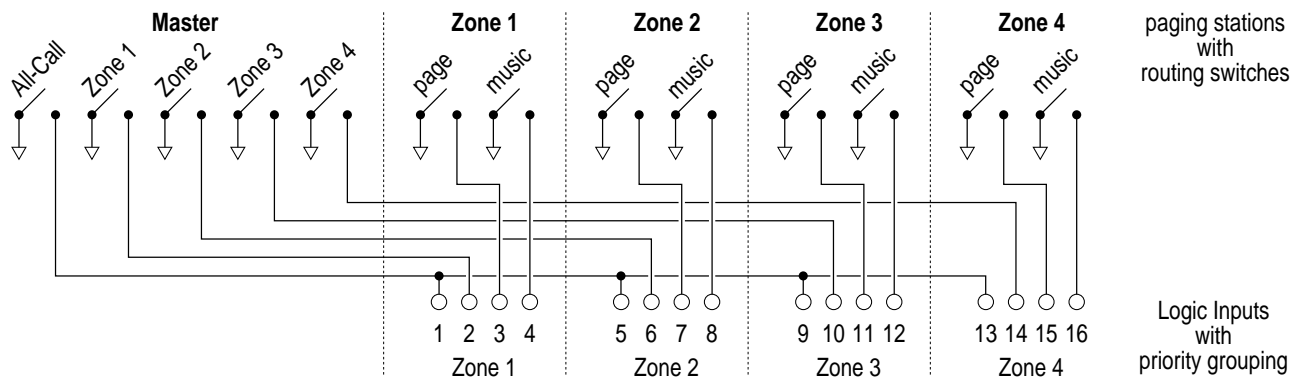 Master
Zone 1
Zone 2
Zone 3
Zone 4
paging stations
with
routing switches
All-Call
Zone 1
Zone 2
Zone 3
Zone 4
page
music
page
music
page
music
page
music
1 2 3 4
5 6 7 8
9 10 11 12
13 14 15 16
Zone 1
Zone 2
Zone 3
Zone 4
Logic Inputs
with
priority grouping